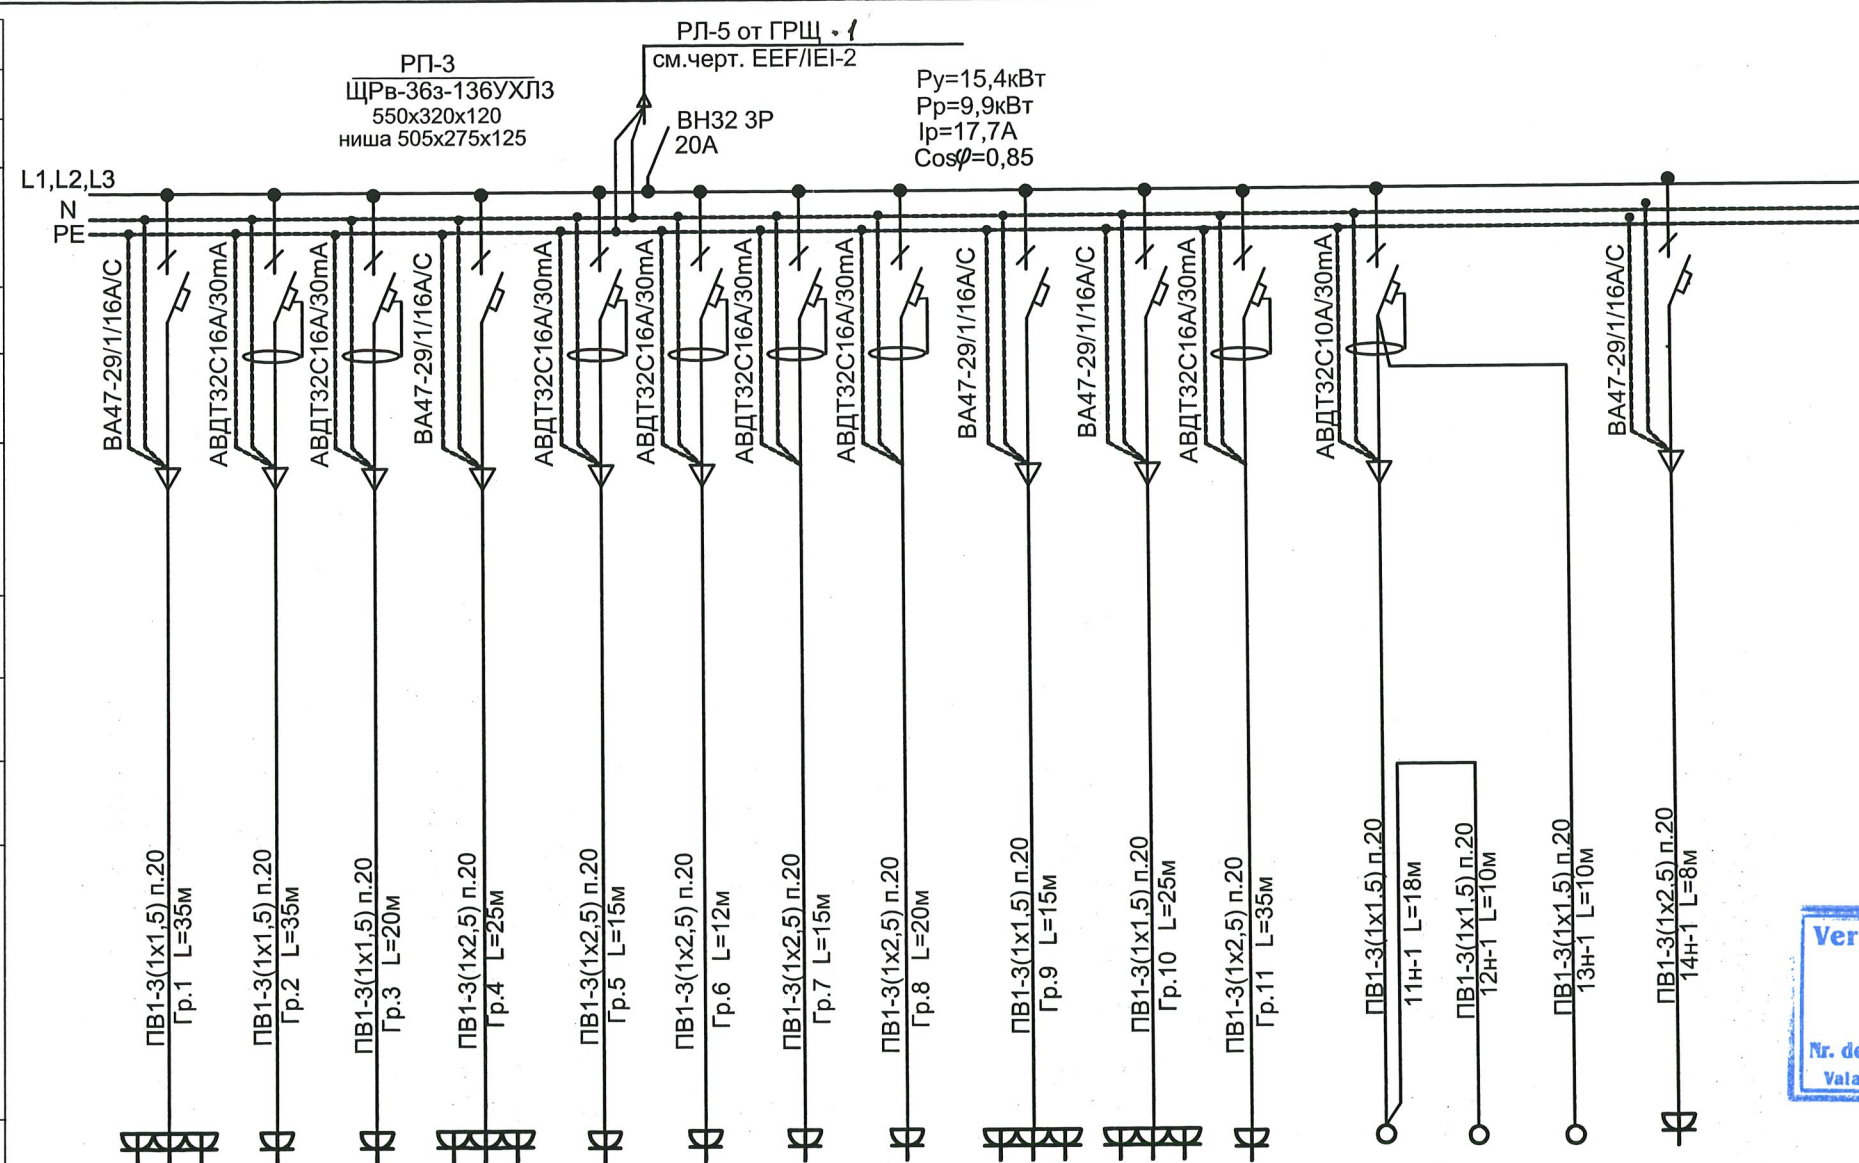 РЛ-5 от ГРЩ - 1
см.черт. EEF/IEI-2
РП-3
ЩРв-36з-136УХЛ3
550х320х120
ниша 505х275х125
ВН32 3Р
20А
Ру=15,4кВт
Рр=9,9кВт
Iр=17,7А
Cosφ=0,85
L1,L2,L3
N
PE
ВА47-29/1/16А/С
АВДТ32С16А/30mA
АВДТ32С16А/30mA
ВА47-29/1/16А/С
АВДТ32С16А/30mA
АВДТ32С16А/30mA
АВДТ32С16А/30mA
АВДТ32С16А/30mA
ВА47-29/1/16А/С
ВА47-29/1/16А/С
АВДТ32С16А/30mA
АВДТ32С10А/30mA
ВА47-29/1/16А/С
ПВ1-3(1х1,5) п.20
Гр.1 L=35м
ПВ1-3(1х1,5) п.20
Гр.2 L=35м
ПВ1-3(1х1,5) п.20
Гр.3 L=20м
ПВ1-3(1х2,5) п.20
Гр.4 L=25м
ПВ1-3(1х2,5) п.20
Гр.5 L=15м
ПВ1-3(1х2,5) п.20
Гр.6 L=12м
ПВ1-3(1х2,5) п.20
Гр.7 L=15м
ПВ1-3(1х2,5) п.20
Гр.8 L=20м
ПВ1-3(1х1,5) п.20
Гр.9 L=15м
ПВ1-3(1х1,5) п.20
Гр.10 L=25м
ПВ1-3(1х2,5) п.20
Гр.11 L=35м
ПВ1-3(1х1,5) п.20
11н-1 L=18м
ПВ1-3(1х1,5) п.20
12н-1 L=10м
ПВ1-3(1х1,5) п.20
13н-1 L=10м
ПВ1-3(1х2,5) п.20
14н-1 L=8м
Ver
Nr. de
Vala